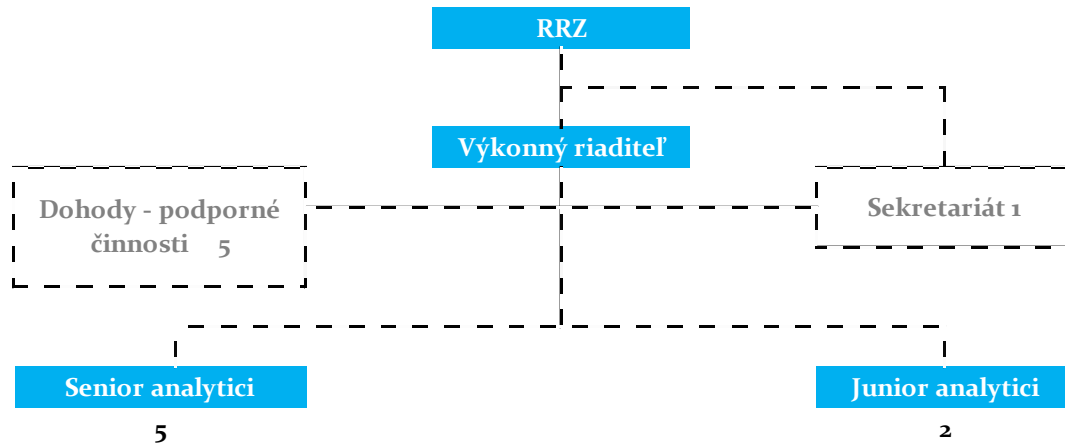 RRZ
Výkonný riaditeľ
Dohody - podporné
činnosti 5
Sekretariát 1
Senior analytici
5
Junior analytici
2